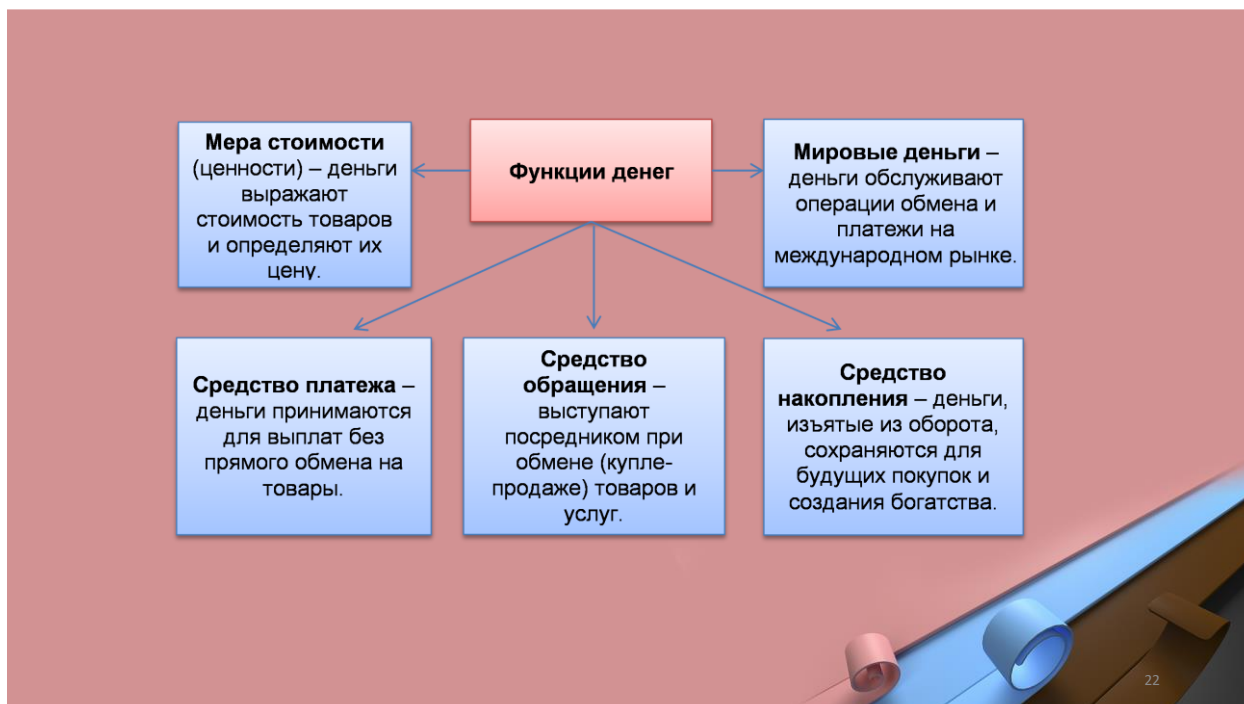 Мера стоимости
(ценности) – деньги
выражают
стоимость товаров
и определяют их
цену.
Функции денег
Мировые деньги –
деньги обслуживают
операции обмена и
платежи на
международном рынке.
Средство платежа –
деньги принимаются
для выплат без
прямого обмена на
товары.
Средство
обращения –
выступают
посредником при
обмене (купле-
продаже) товаров и
услуг.
Средство
накопления – деньги,
изъятые из оборота,
сохраняются для
будущих покупок и
создания богатства.
22